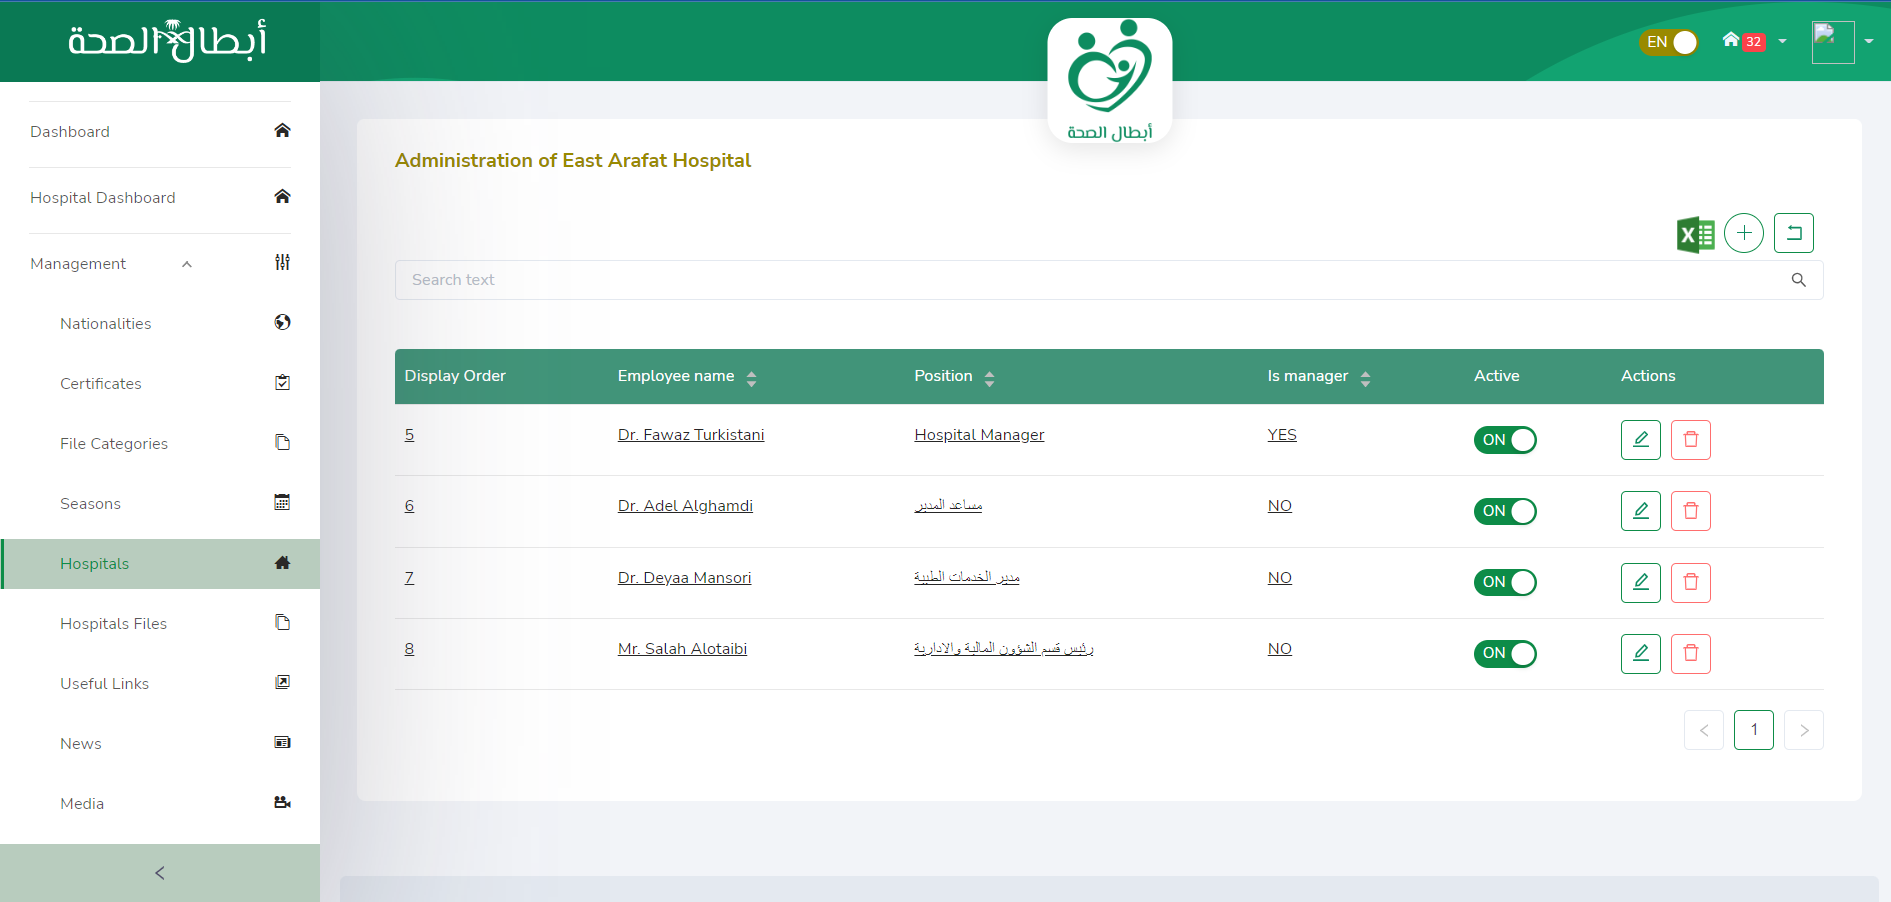 أبطال الصحة
EN
32
أبطال الصحة
Dashboard
Hospital Dashboard
Management
Nationalities
Certificates
File Categories
Seasons
Hospitals
Hospitals Files
Useful Links
News
Media
Administration of East Arafat Hospital
X
Search text
Display Order Employee name Position Is manager Active Actions
5 Dr. Fawaz Turkistani Hospital Manager YES ON
6 Dr. Adel Alghamdi مساعد المدير NO ON
7 Dr. Deyaa Mansori مدير الخدمات الطبية NO ON
8 Mr. Salah Alotaibi رئيس قسم الشؤون المالية والادارية NO ON
1